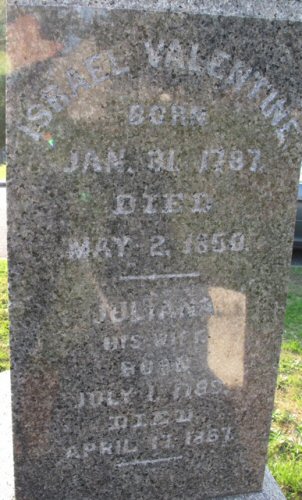 ISRAEL VALENTINE
BORN
JAN. 31. 1787.
DIED
MAY. 2, 1850.
JULIANA
HIS WIFE
BORN
JULY 1. 1789.
DIED
APRIL 17. 1867.